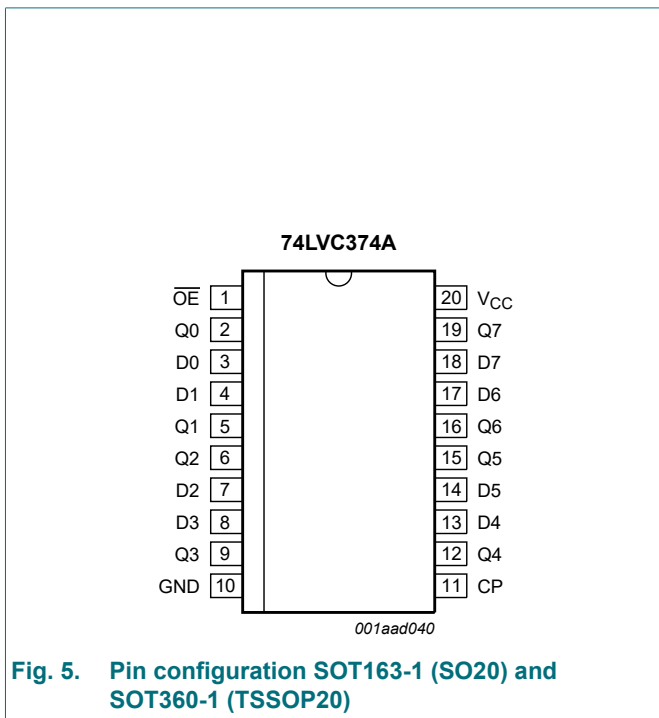 74LVC374A
OE 1
Q0 2
D0 3
D1 4
Q1 5
Q2 6
D2 7
D3 8
Q3 9
GND 10
20 VCC
19 Q7
18 D7
17 D6
16 Q6
15 Q5
14 D5
13 D4
12 Q4
11 CP
001aad040
Fig. 5. Pin configuration SOT163-1 (SO20) and
SOT360-1 (TSSOP20)